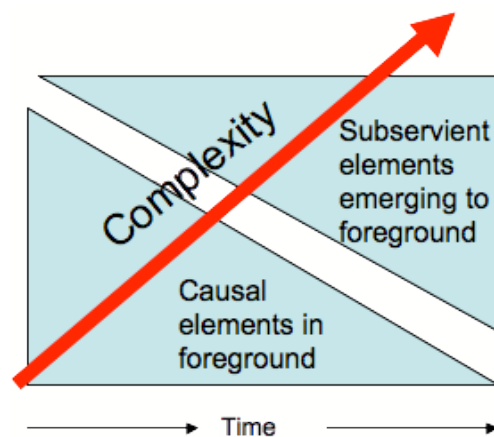 Complexity
Subservient
elements
emerging to
foreground
Causal
elements in
foreground
Time